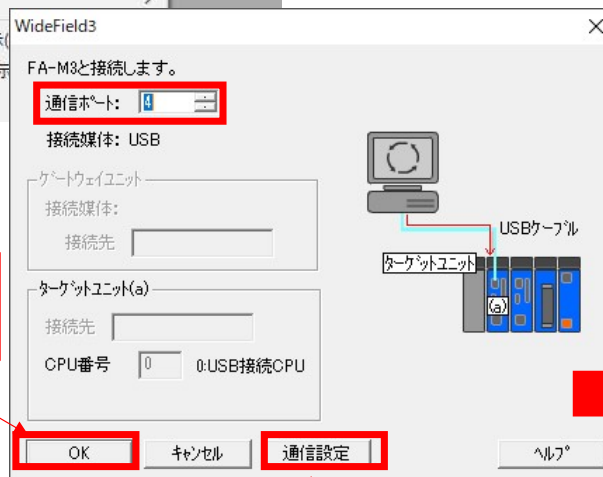 WideField3
FA-M3と接続します。
通信ポート: 4
接続媒体: USB
ゲートウェイユニット
接続媒体:
接続先
ターゲットユニット(a)
接続先
CPU番号 0 0:USB接続CPU
USBケーブル
ターゲットユニット
(a)
OK
キャンセル
通信設定
ヘルプ